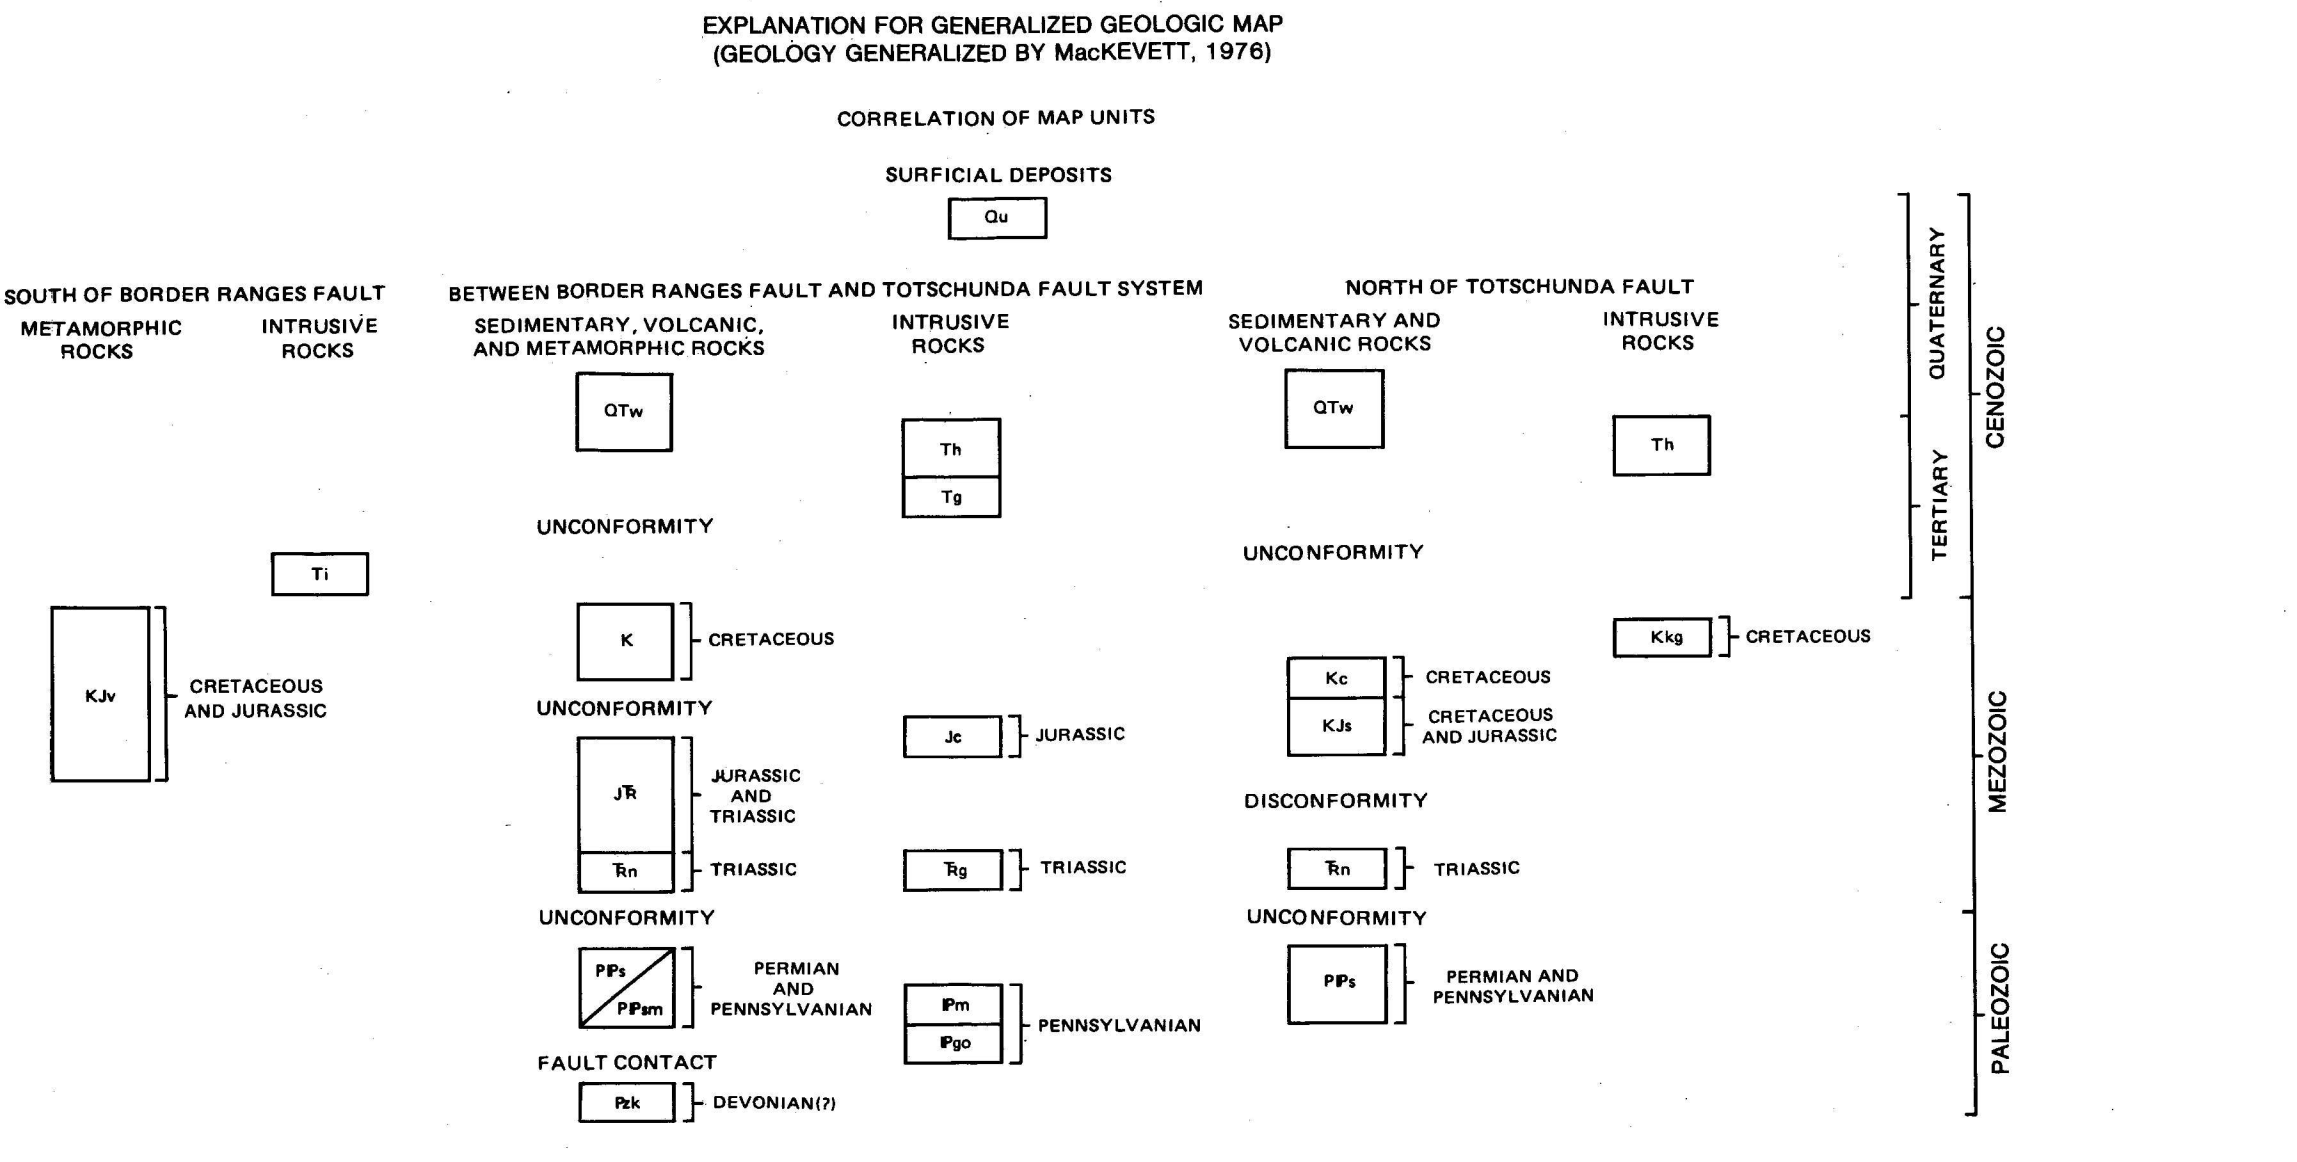 EXPLANATION FOR GENERALIZED GEOLOGIC MAP
(GEOLOGY GENERALIZED BY MacKEVETT, 1976)
CORRELATION OF MAP UNITS
SURFICIAL DEPOSITS
Qu
SOUTH OF BORDER RANGES FAULT
METAMORPHIC
ROCKS
INTRUSIVE
ROCKS
Ti
KJv
CRETACEOUS
AND JURASSIC
BETWEEN BORDER RANGES FAULT AND TOTSCHUNDA FAULT SYSTEM
SEDIMENTARY, VOLCANIC,
AND METAMORPHIC ROCKS
QTw
UNCONFORMITY
K
CRETACEOUS
UNCONFORMITY
JTR
JURASSIC
AND
TRIASSIC
TRn
TRIASSIC
UNCONFORMITY
PIPs
PIPsm
PERMIAN
AND
PENNSYLVANIAN
FAULT CONTACT
Pzk
DEVONIAN(?)
INTRUSIVE
ROCKS
Th
Tg
Jc
JURASSIC
TRg
TRIASSIC
IPm
IPgo
PENNSYLVANIAN
NORTH OF TOTSCHUNDA FAULT
SEDIMENTARY AND
VOLCANIC ROCKS
QTw
UNCONFORMITY
Kc
CRETACEOUS
KJs
CRETACEOUS
AND JURASSIC
DISCONFORMITY
TRn
TRIASSIC
UNCONFORMITY
PIPs
PERMIAN AND
PENNSYLVANIAN
INTRUSIVE
ROCKS
Th
Kkg
CRETACEOUS
QUATERNARY
TERTIARY
CENOZOIC
MEZOZOIC
PALEOZOIC